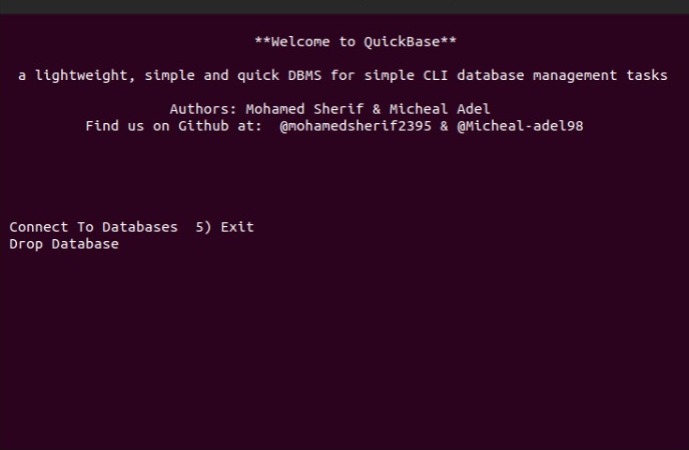 **Welcome to QuickBase**
a lightweight, simple and quick DBMS for simple CLI database management tasks
Authors: Mohamed Sherif & Micheal Adel
Find us on Github at:  @mohamedsherif2395 & @Micheal-adel98
Connect To Databases  5) Exit
Drop Database